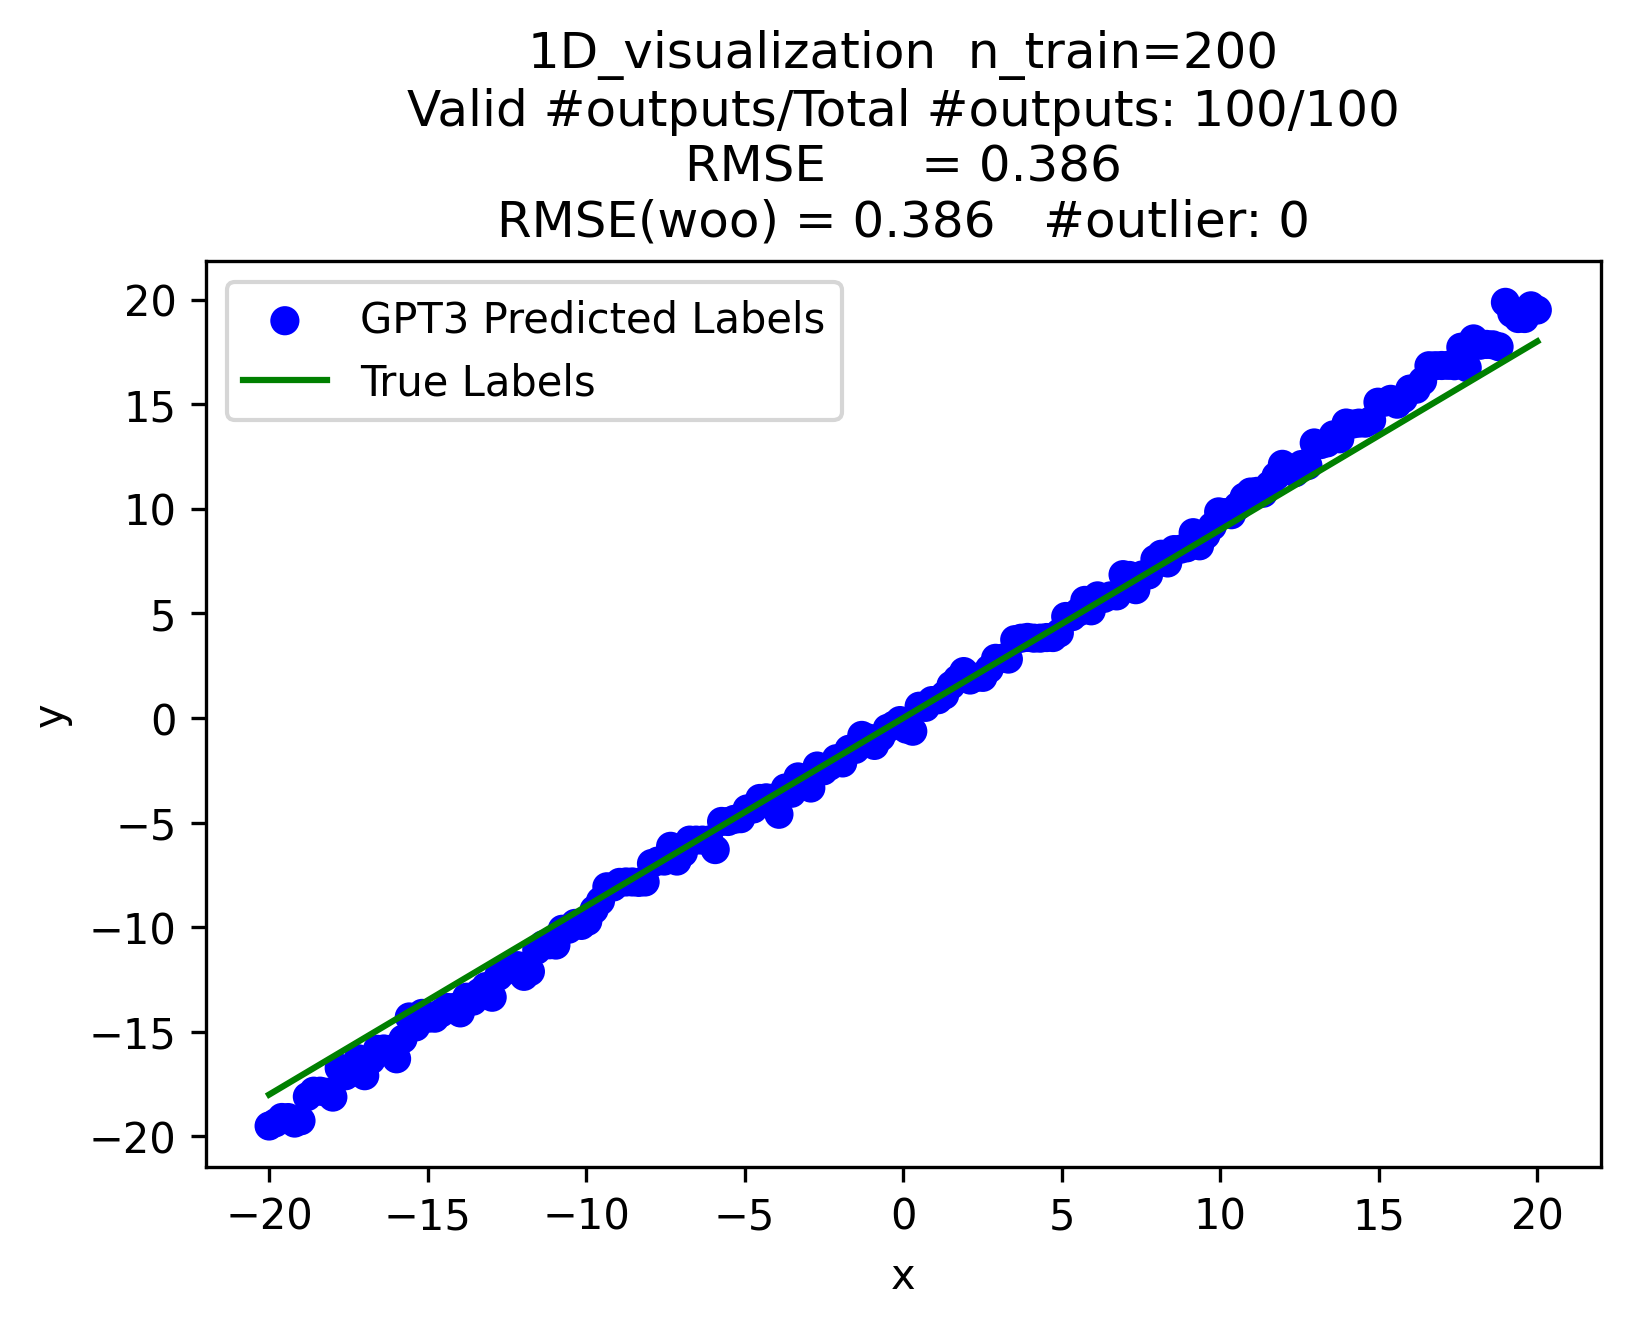 1D_visualization  n_train=200
Valid #outputs/Total #outputs: 100/100
RMSE      = 0.386
RMSE(woo) = 0.386   #outlier: 0
GPT3 Predicted Labels
True Labels
20
15
10
5
0
−5
−10
−15
−20
y
−20 −15 −10 −5 0 5 10 15 20
x